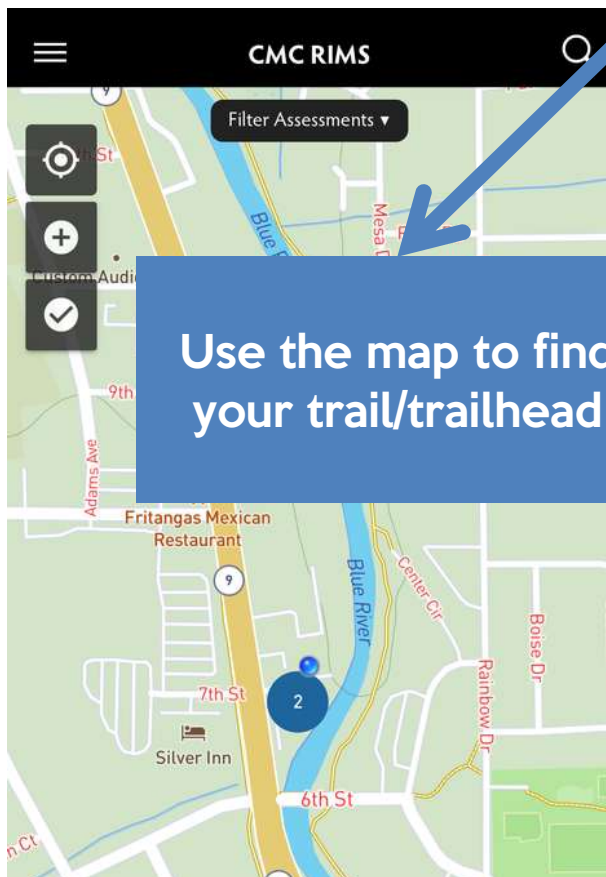 CMC RIMS
9
Filter Assessments ▾
St
Blue
Mesa
Custom Audi
Use the map to find
your trail/trailhead
9th
Adams Ave
Fritangas Mexican
Restaurant
9
Blue River
Center Cir
Boise Dr
Rainbow Dr
7th St
2
Silver Inn
6th St
Ct